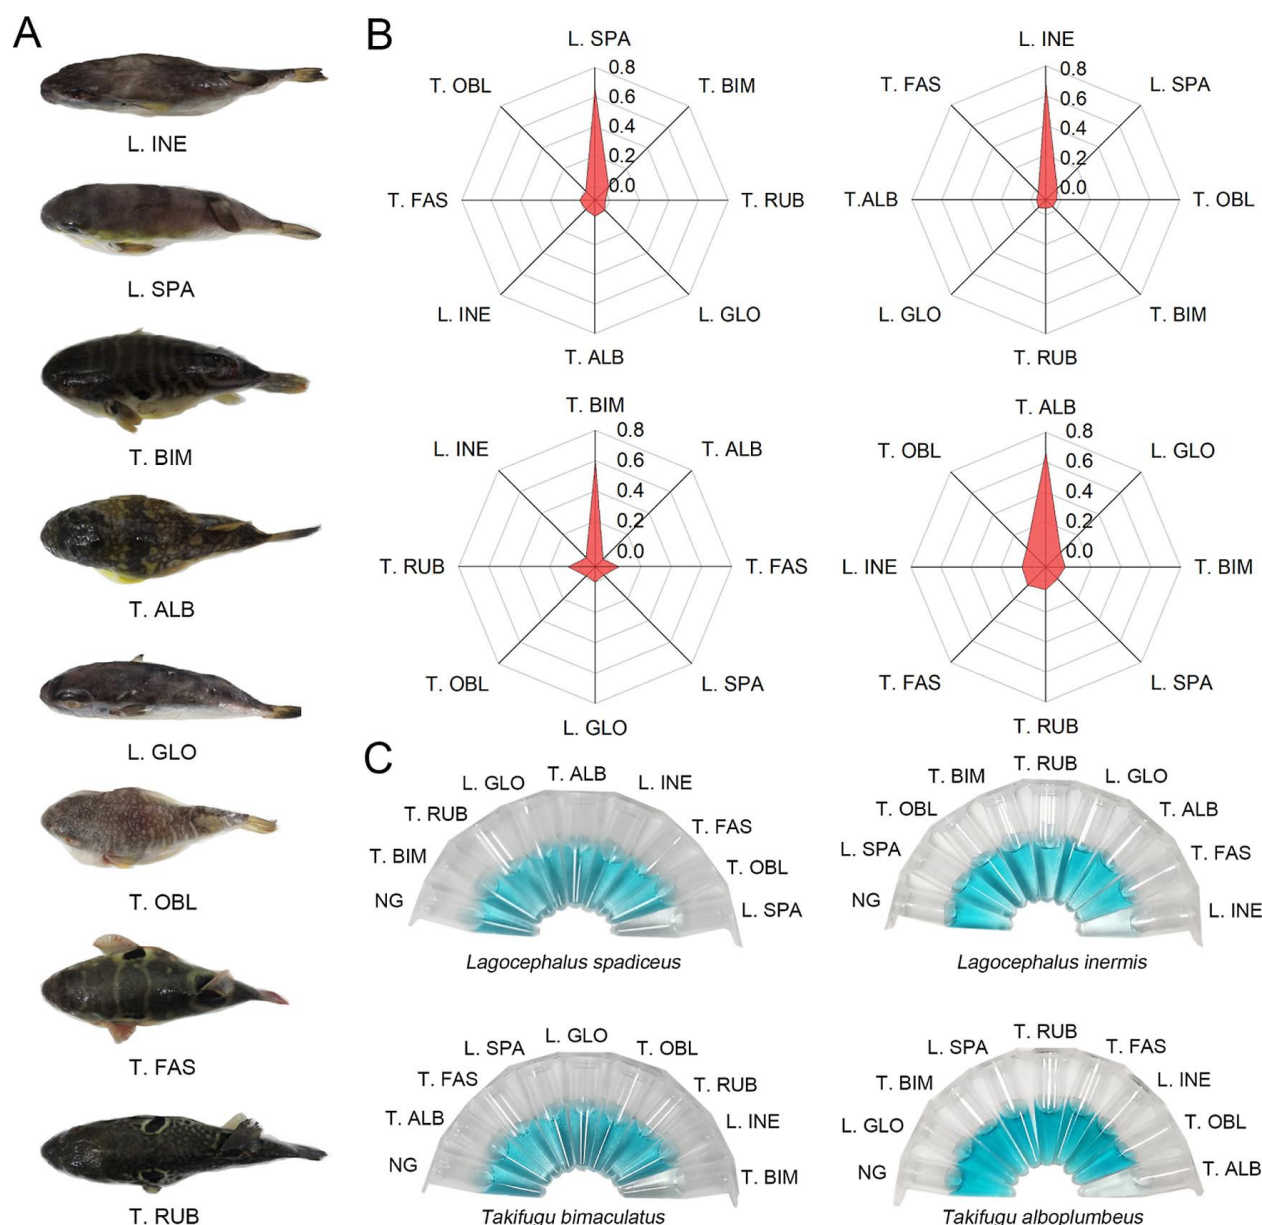 A
L. INE
L. SPA
T. BIM
T. ALB
L. GLO
T. OBL
T. FAS
T. RUB
B
L. SPA
0.8
0.6
0.4
0.2
0.0
T. OBL
T. BIM
T. FAS
T. RUB
L. INE
L. GLO
T. ALB
L. INE
0.8
0.6
0.4
0.2
0.0
T. FAS
L. SPA
T.ALB
T. OBL
L. GLO
T. BIM
T. RUB
T. BIM
0.8
0.6
0.4
0.2
0.0
L. INE
T. ALB
T. RUB
T. FAS
T. OBL
L. SPA
L. GLO
T. ALB
0.8
0.6
0.4
0.2
0.0
T. OBL
L. GLO
L. INE
T. BIM
T. FAS
L. SPA
T. RUB
C
NG
T. BIM
T. RUB
L. GLO
T. ALB
L. INE
T. FAS
T. OBL
L. SPA
Lagocephalus spadiceus
NG
L. SPA
T. OBL
T. BIM
T. RUB
L. GLO
T. ALB
T. FAS
L. INE
Lagocephalus inermis
NG
T. ALB
T. FAS
L. SPA
L. GLO
T. OBL
T. RUB
L. INE
T. BIM
Takifugu bimaculatus
NG
L. GLO
T. BIM
L. SPA
T. RUB
T. FAS
L. INE
T. OBL
T. ALB
Takifugu alboplumbeus